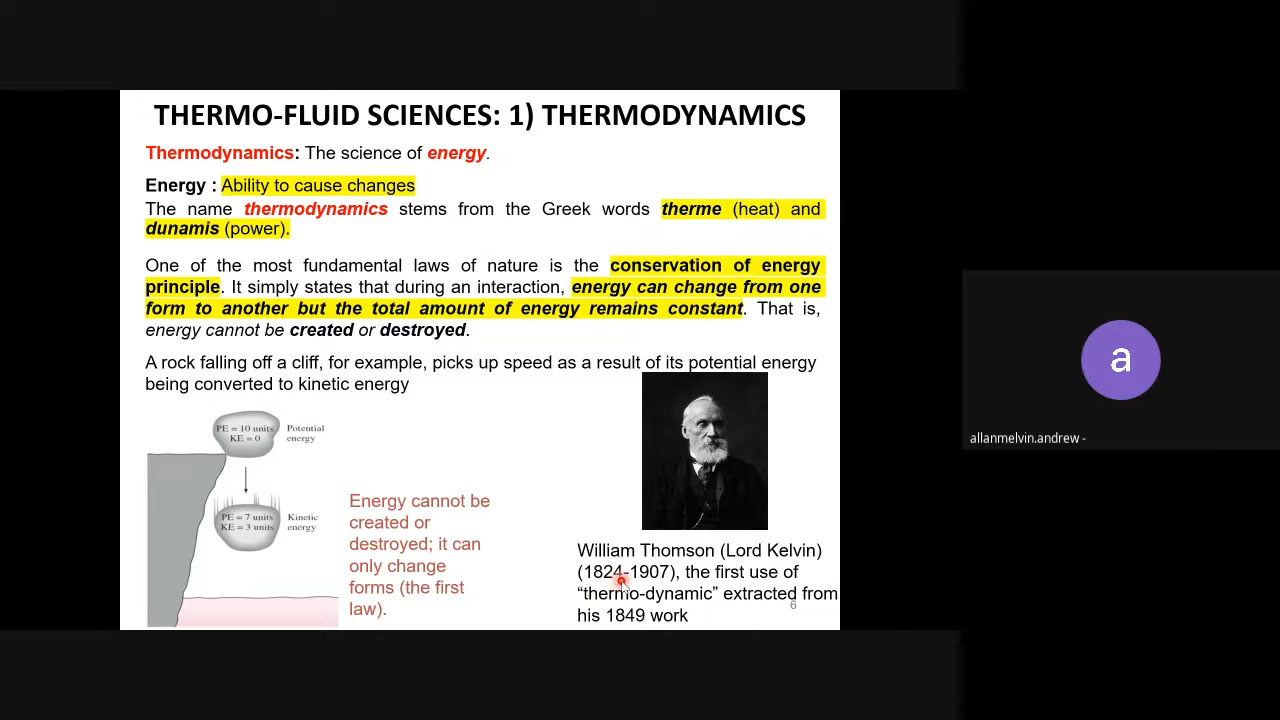 THERMO-FLUID SCIENCES: 1) THERMODYNAMICS
Thermodynamics: The science of energy.
Energy : Ability to cause changes
The name thermodynamics stems from the Greek words therme (heat) and
dunamis (power).
One of the most fundamental laws of nature is the conservation of energy
principle. It simply states that during an interaction, energy can change from one
form to another but the total amount of energy remains constant. That is,
energy cannot be created or destroyed.
A rock falling off a cliff, for example, picks up speed as a result of its potential energy
being converted to kinetic energy
PE = 10 units
KE = 0
Potential
energy
PE = 7 units
KE = 3 units
Kinetic
energy
Energy cannot be
created or
destroyed; it can
only change
forms (the first
law).
William Thomson (Lord Kelvin)
(1824-1907), the first use of
“thermo-dynamic” extracted from
his 1849 work
6
a
allanmelvin.andrew -